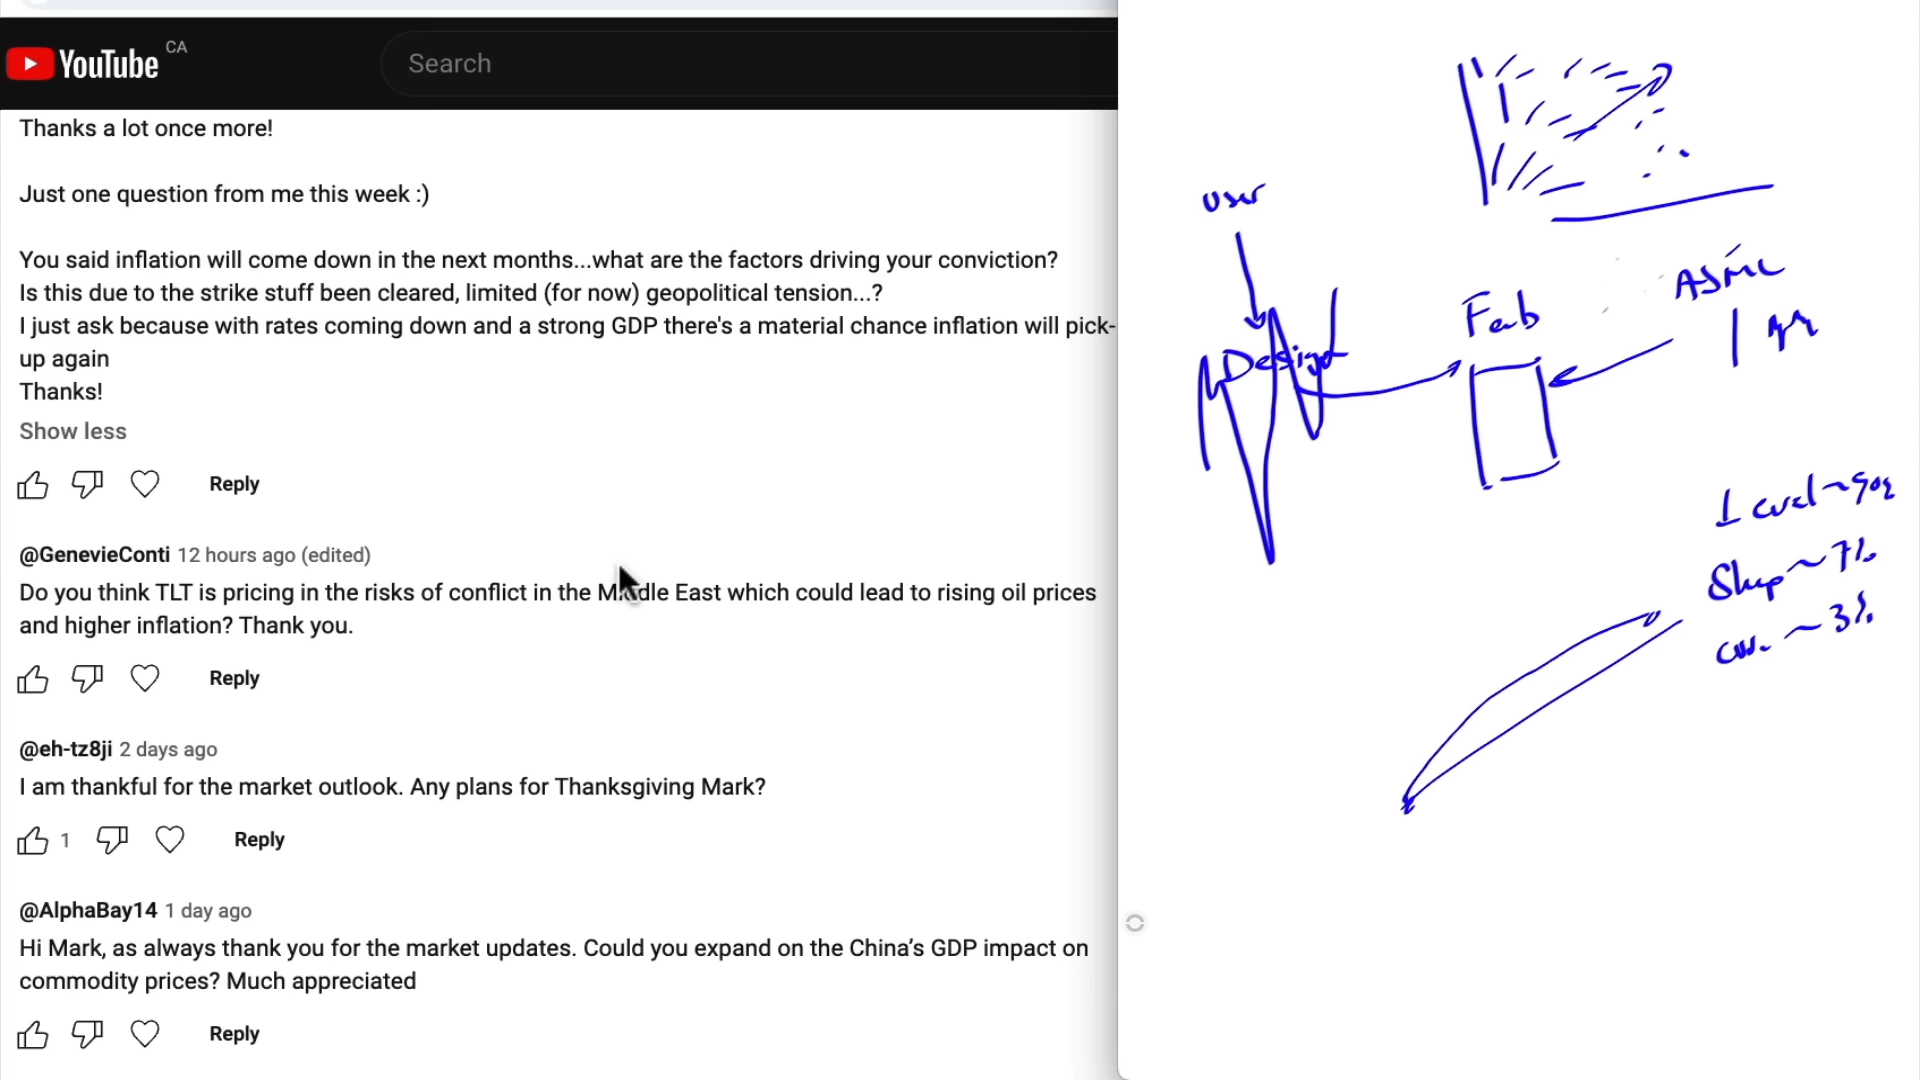 YouTube CA
Search
Thanks a lot once more!
Just one question from me this week :)
You said inflation will come down in the next months...what are the factors driving your conviction?
Is this due to the strike stuff been cleared, limited (for now) geopolitical tension...?
I just ask because with rates coming down and a strong GDP there's a material chance inflation will pick-
up again
Thanks!
Show less
Reply
@GenevieConti 12 hours ago (edited)
Do you think TLT is pricing in the risks of conflict in the Middle East which could lead to rising oil prices
and higher inflation? Thank you.
Reply
@eh-tz8ji 2 days ago
I am thankful for the market outlook. Any plans for Thanksgiving Mark?
1
Reply
@AlphaBay14 1 day ago
Hi Mark, as always thank you for the market updates. Could you expand on the China’s GDP impact on
commodity prices? Much appreciated
Reply
User
ASML
Fab
Design
~ 7%
~ 3%